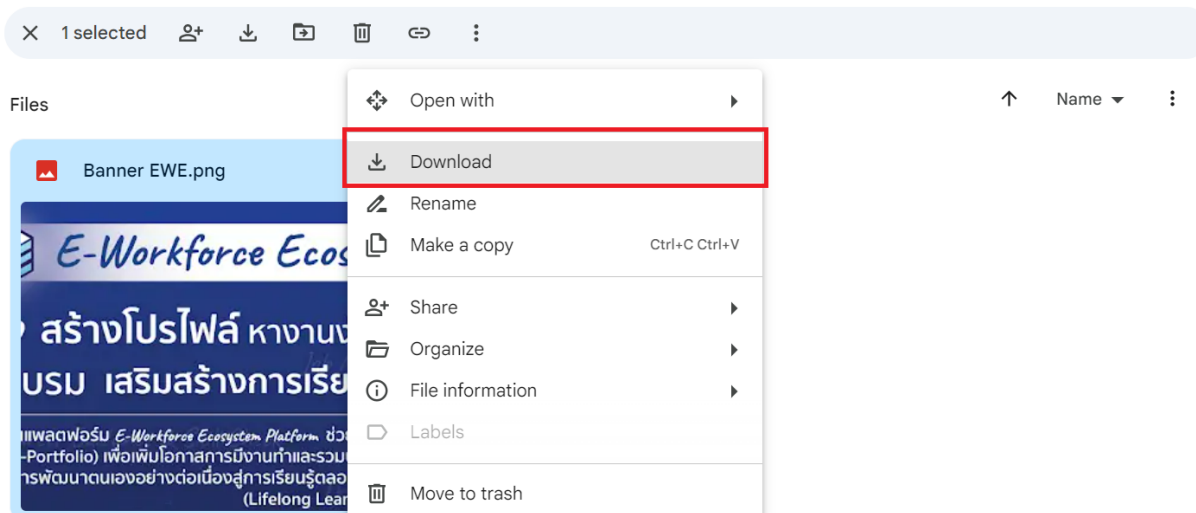 1 selected
Files
Name
Banner EWE.png
Open with
Download
Rename
Make a copy Ctrl+C Ctrl+V
Share
Organize
File information
Labels
Move to trash
E-Workforce Ecos
สร้างโปรไฟล์ หางานง
บรม เสริมสร้างการเรีย
แพลตฟอร์ม E-Workforce Ecosystem Platform ช่ว
-Portfolio) เพื่อเพิ่มโอกาสการมีงานทำและรวม
ารพัฒนาตนเองอย่างต่อเนื่องสู่การเรียนรู้ตลอ
(Lifelong Lear